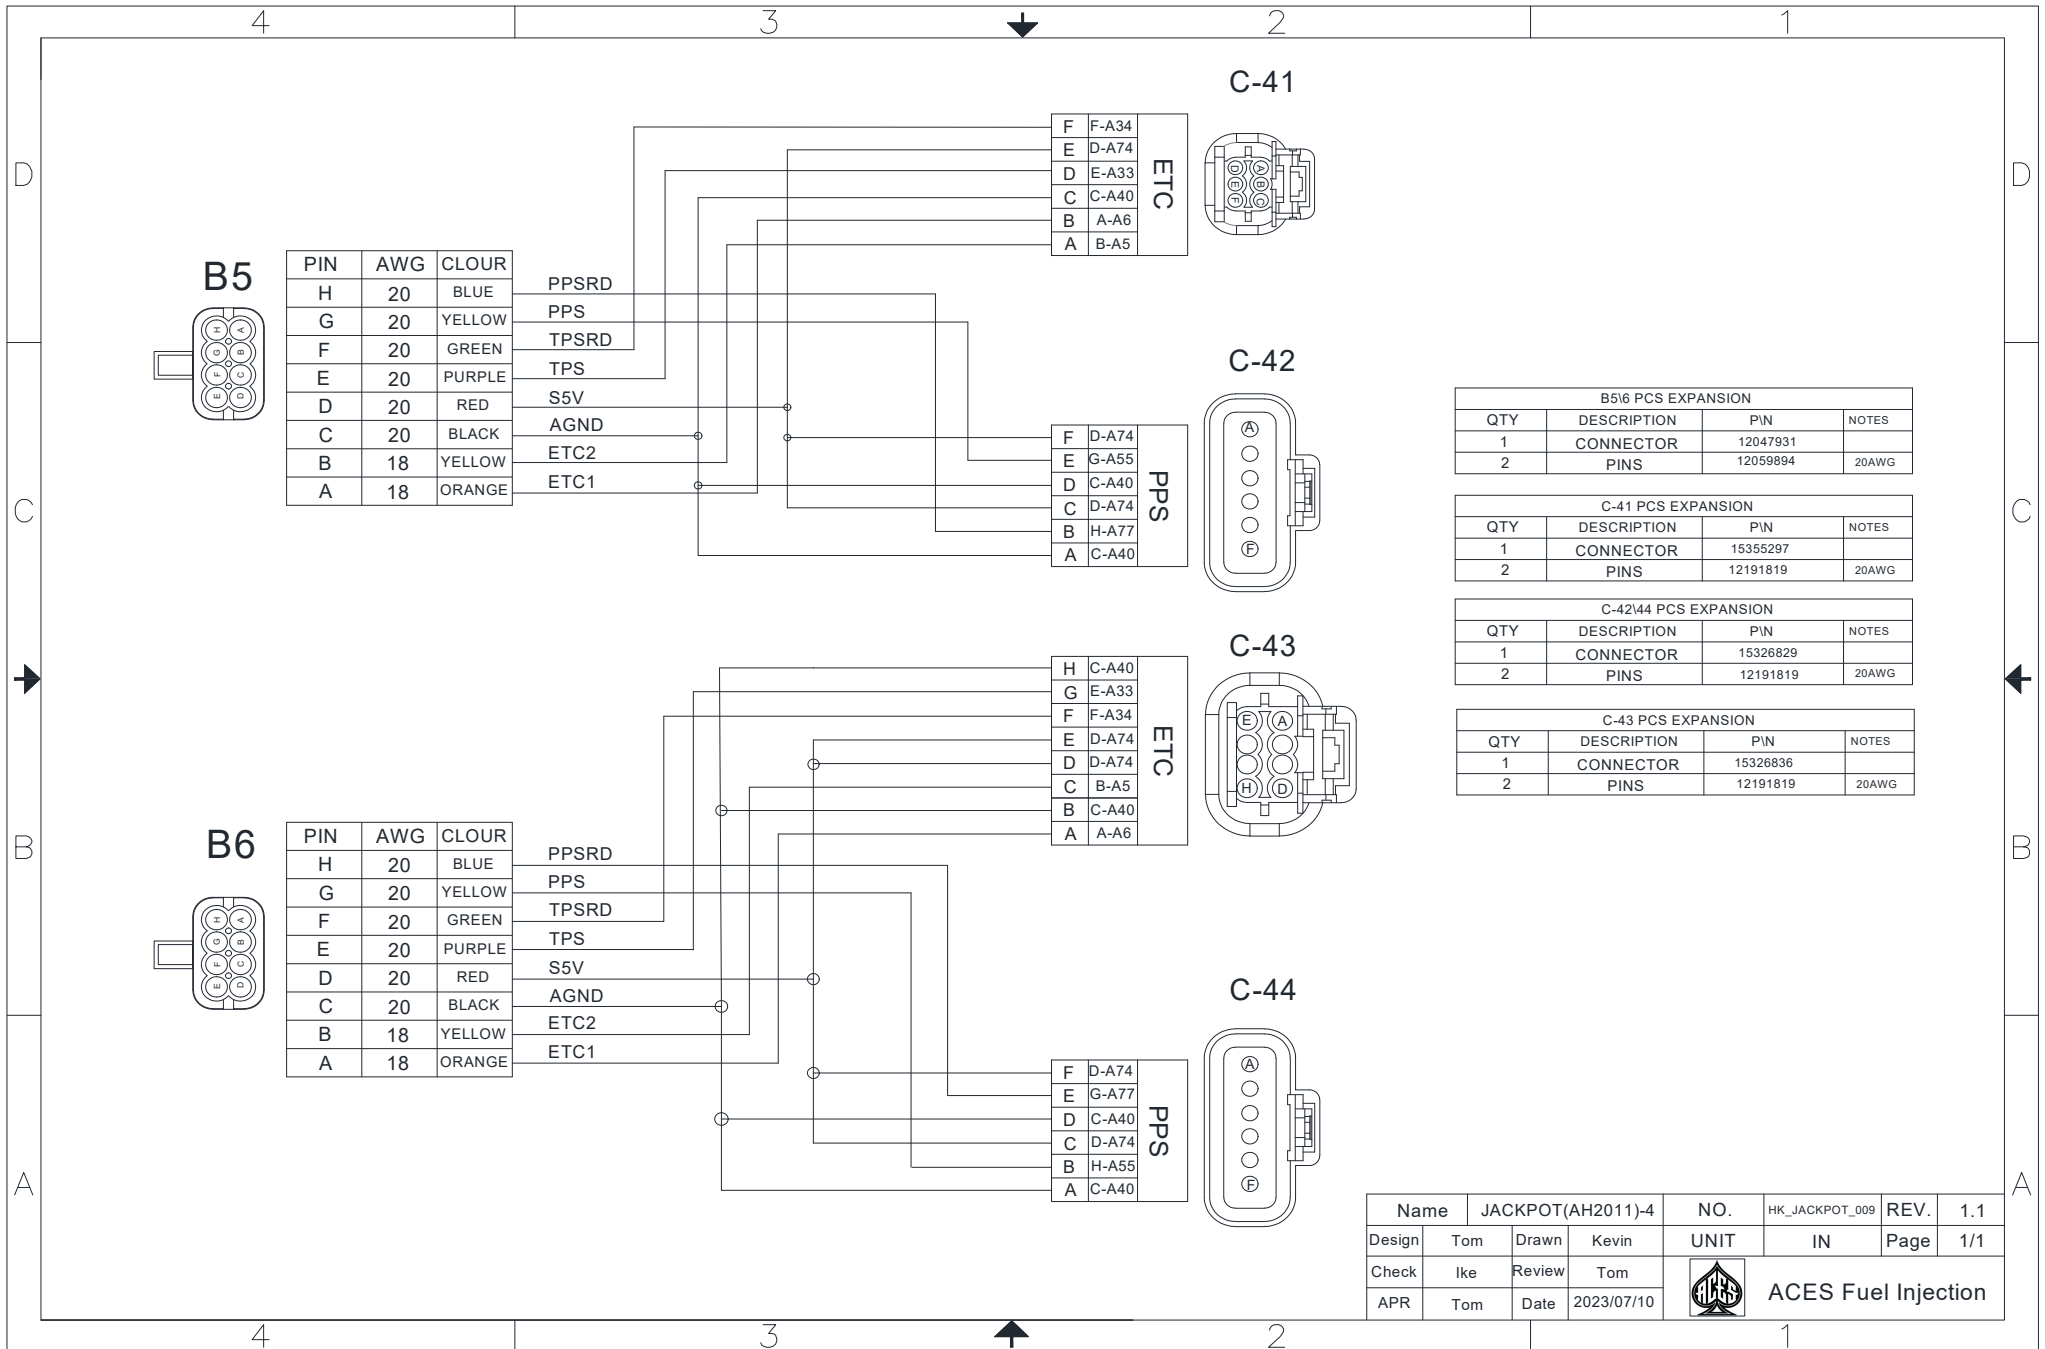 4 3 2 1
D D
C C
B B
A A
C-41
F F-A34
E D-A74
D E-A33
C C-A40
B A-A6
A B-A5
ETC
A B C
D E F
B5
H A
G B
F C
E D
PIN AWG CLOUR
H 20 BLUE PPSRD
G 20 YELLOW PPS
F 20 GREEN TPSRD
E 20 PURPLE TPS
D 20 RED S5V
C 20 BLACK AGND
B 18 YELLOW ETC2
A 18 ORANGE ETC1
C-42
F D-A74
E G-A55
D C-A40
C D-A74
B H-A77
A C-A40
PPS
A
F
B5\6 PCS EXPANSION
QTY DESCRIPTION P\N NOTES
1 CONNECTOR 12047931
2 PINS 12059894 20AWG
C-41 PCS EXPANSION
QTY DESCRIPTION P\N NOTES
1 CONNECTOR 15355297
2 PINS 12191819 20AWG
C-42\44 PCS EXPANSION
QTY DESCRIPTION P\N NOTES
1 CONNECTOR 15326829
2 PINS 12191819 20AWG
C-43 PCS EXPANSION
QTY DESCRIPTION P\N NOTES
1 CONNECTOR 15326836
2 PINS 12191819 20AWG
C-43
H C-A40
G E-A33
F F-A34
E D-A74
D D-A74
C B-A5
B C-A40
A A-A6
ETC
E A
H D
B6
H A
G B
F C
E D
PIN AWG CLOUR
H 20 BLUE PPSRD
G 20 YELLOW PPS
F 20 GREEN TPSRD
E 20 PURPLE TPS
D 20 RED S5V
C 20 BLACK AGND
B 18 YELLOW ETC2
A 18 ORANGE ETC1
C-44
F D-A74
E G-A77
D C-A40
C D-A74
B H-A55
A C-A40
PPS
A
F
Name JACKPOT(AH2011)-4 NO. HK_JACKPOT_009 REV. 1.1
Design Tom Drawn Kevin UNIT IN Page 1/1
Check Ike Review Tom
APR Tom Date 2023/07/10
ACES
ACES Fuel Injection
4 3 2 1